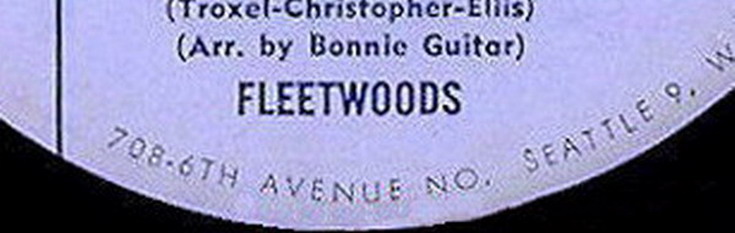 (Troxel-Christopher-Ellis)
(Arr. by Bonnie Guitar)
FLEETWOODS
708-6TH AVENUE NO. SEATTLE 9, W